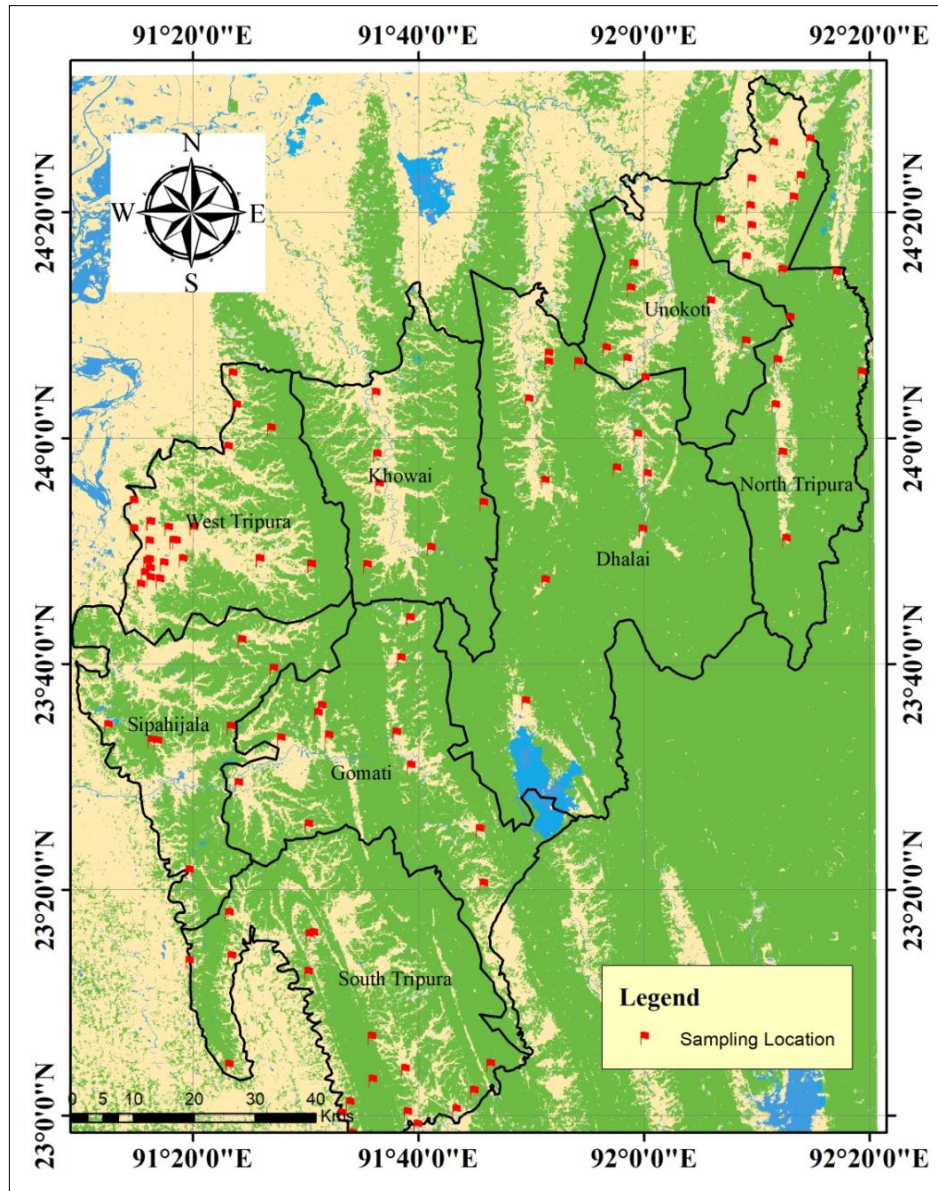 91°20'0"E 91°40'0"E 92°0'0"E 92°20'0"E
N
W E
S
24°20'0"N 24°20'0"N
Unokoti
24°0'0"N 24°0'0"N
Khowai
North Tripura
West Tripura
Dhalai
23°40'0"N 23°40'0"N
Sipahijala
Gomati
23°20'0"N 23°20'0"N
South Tripura
Legend
Sampling Location
0 5 10 20 30 40
Kms
23°0'0"N 23°0'0"N
91°20'0"E 91°40'0"E 92°0'0"E 92°20'0"E